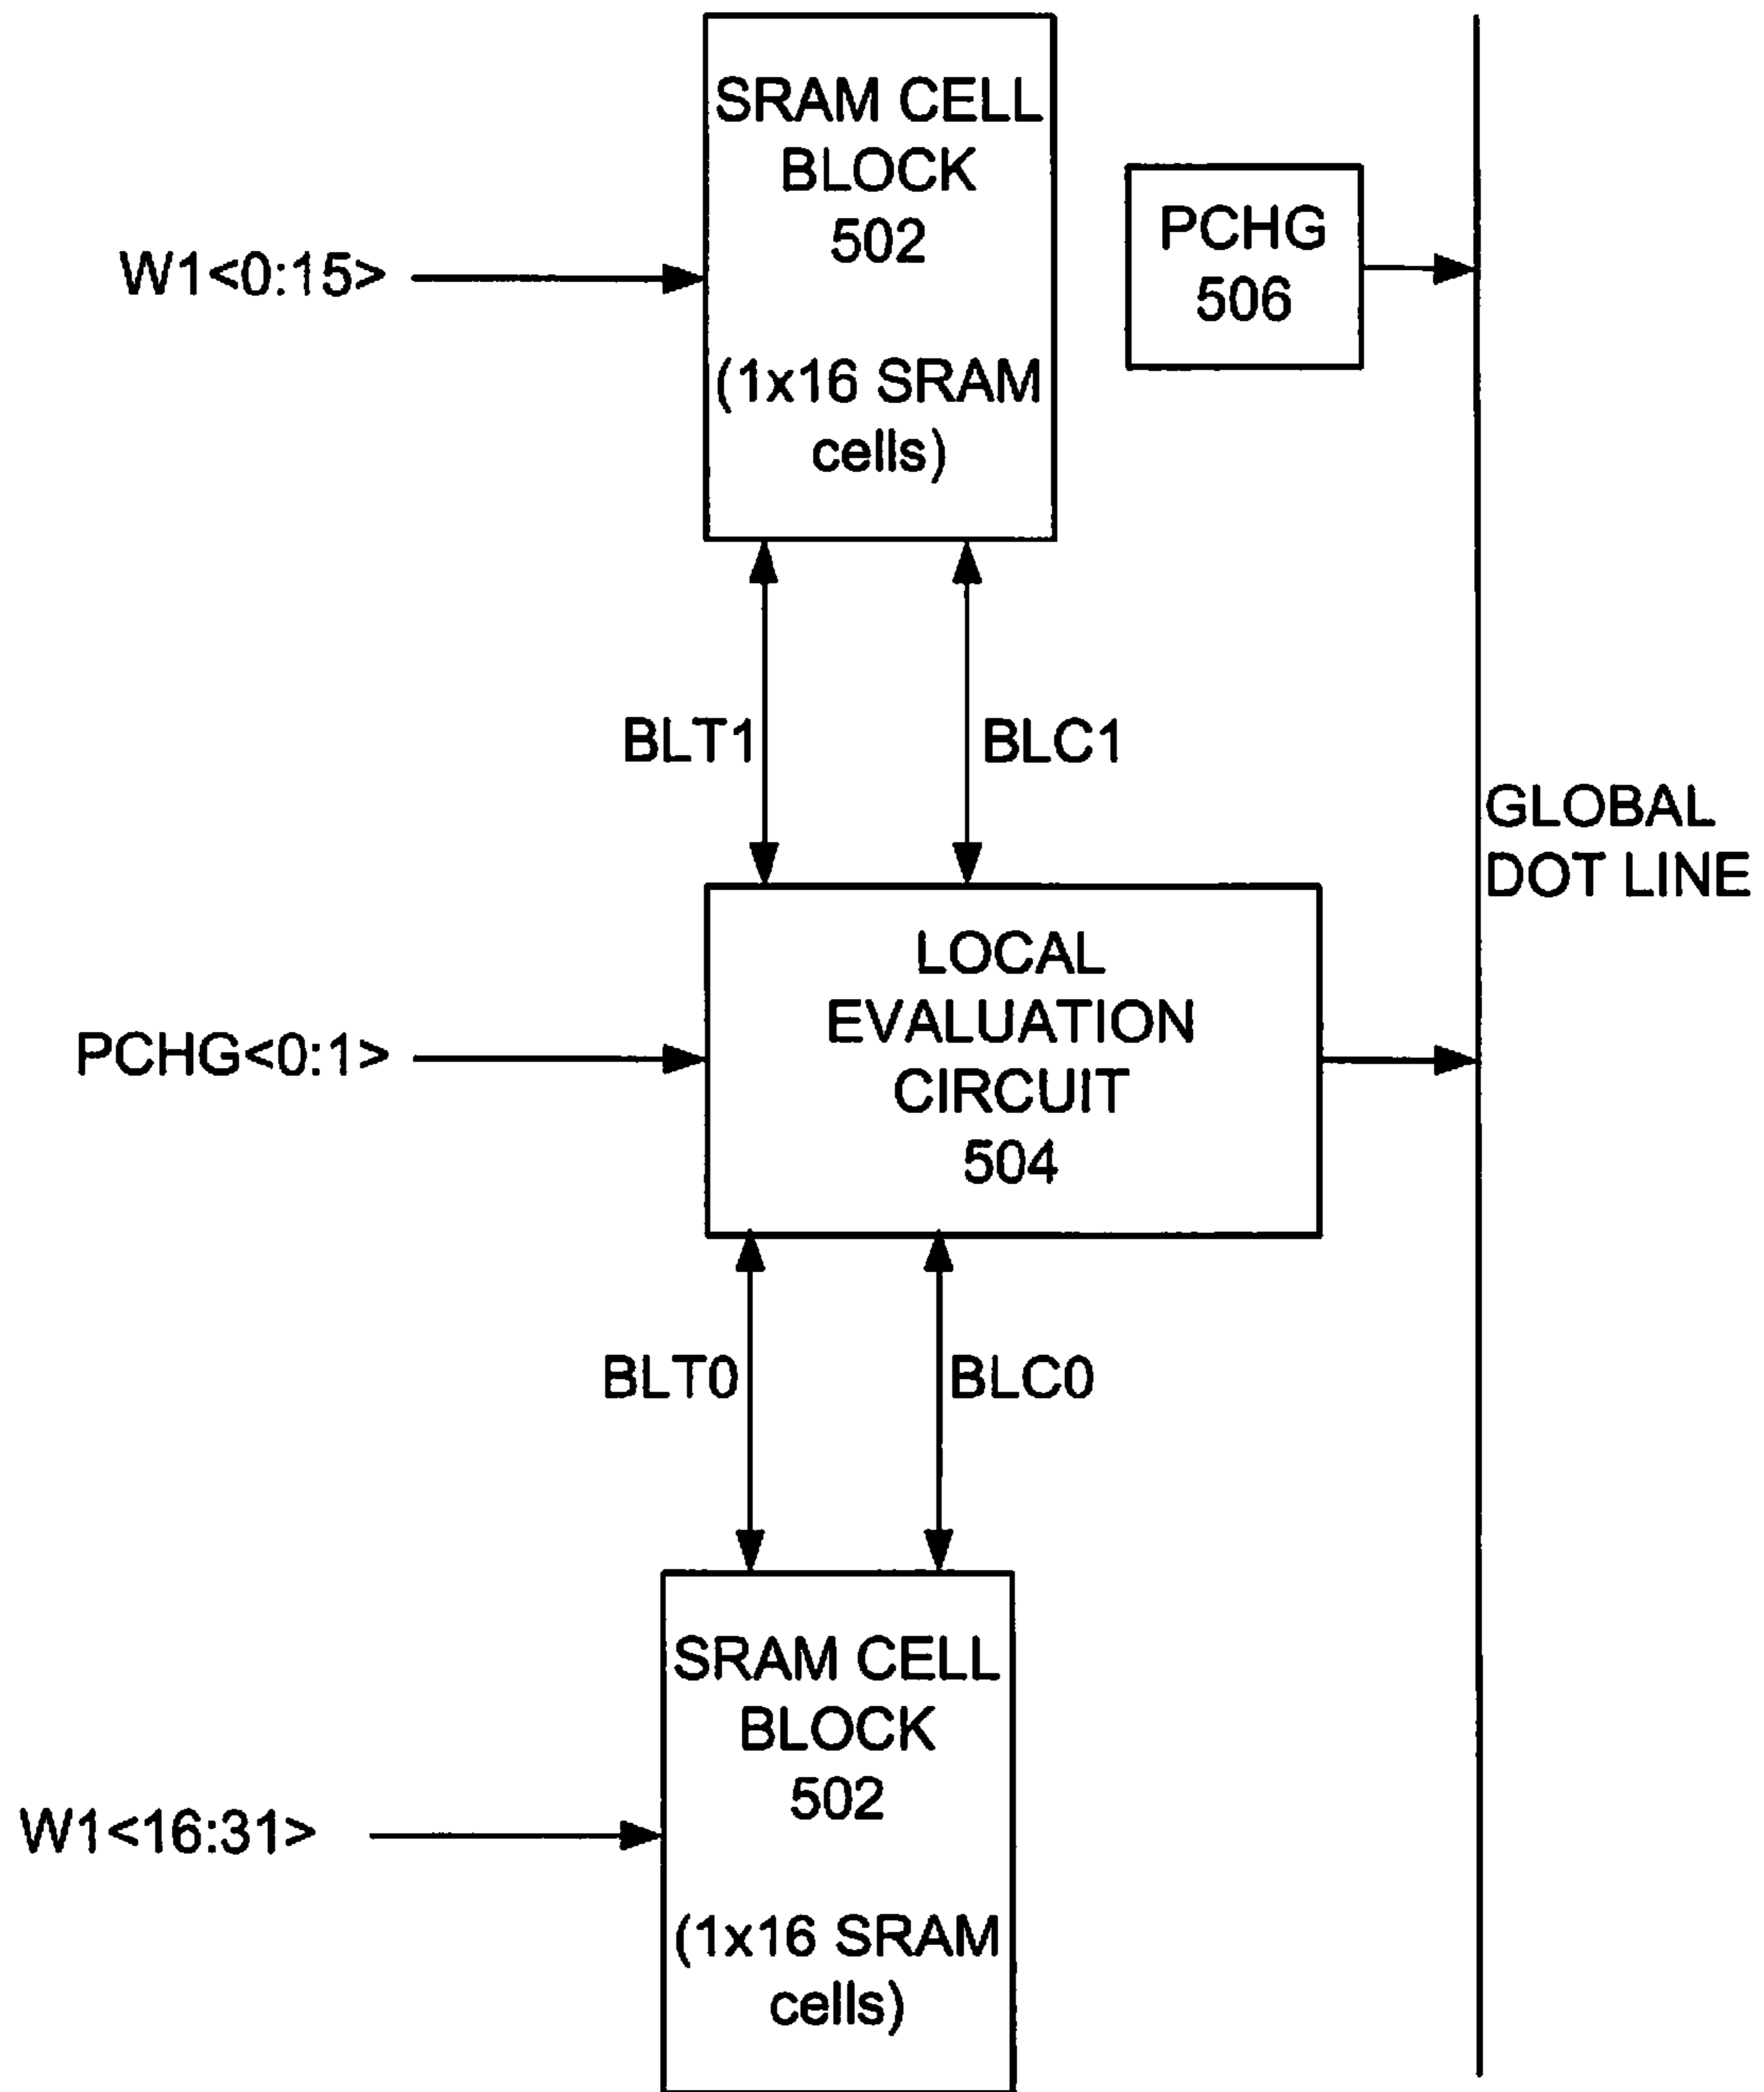 SRAM CELL
BLOCK
502
(1x16 SRAM
cells)
PCHG
506
W1<0:15>
BLT1
BLC1
GLOBAL
DOT LINE
LOCAL
EVALUATION
CIRCUIT
504
PCHG<0:1>
BLT0
BLC0
SRAM CELL
BLOCK
502
(1x16 SRAM
cells)
W1<16:31>